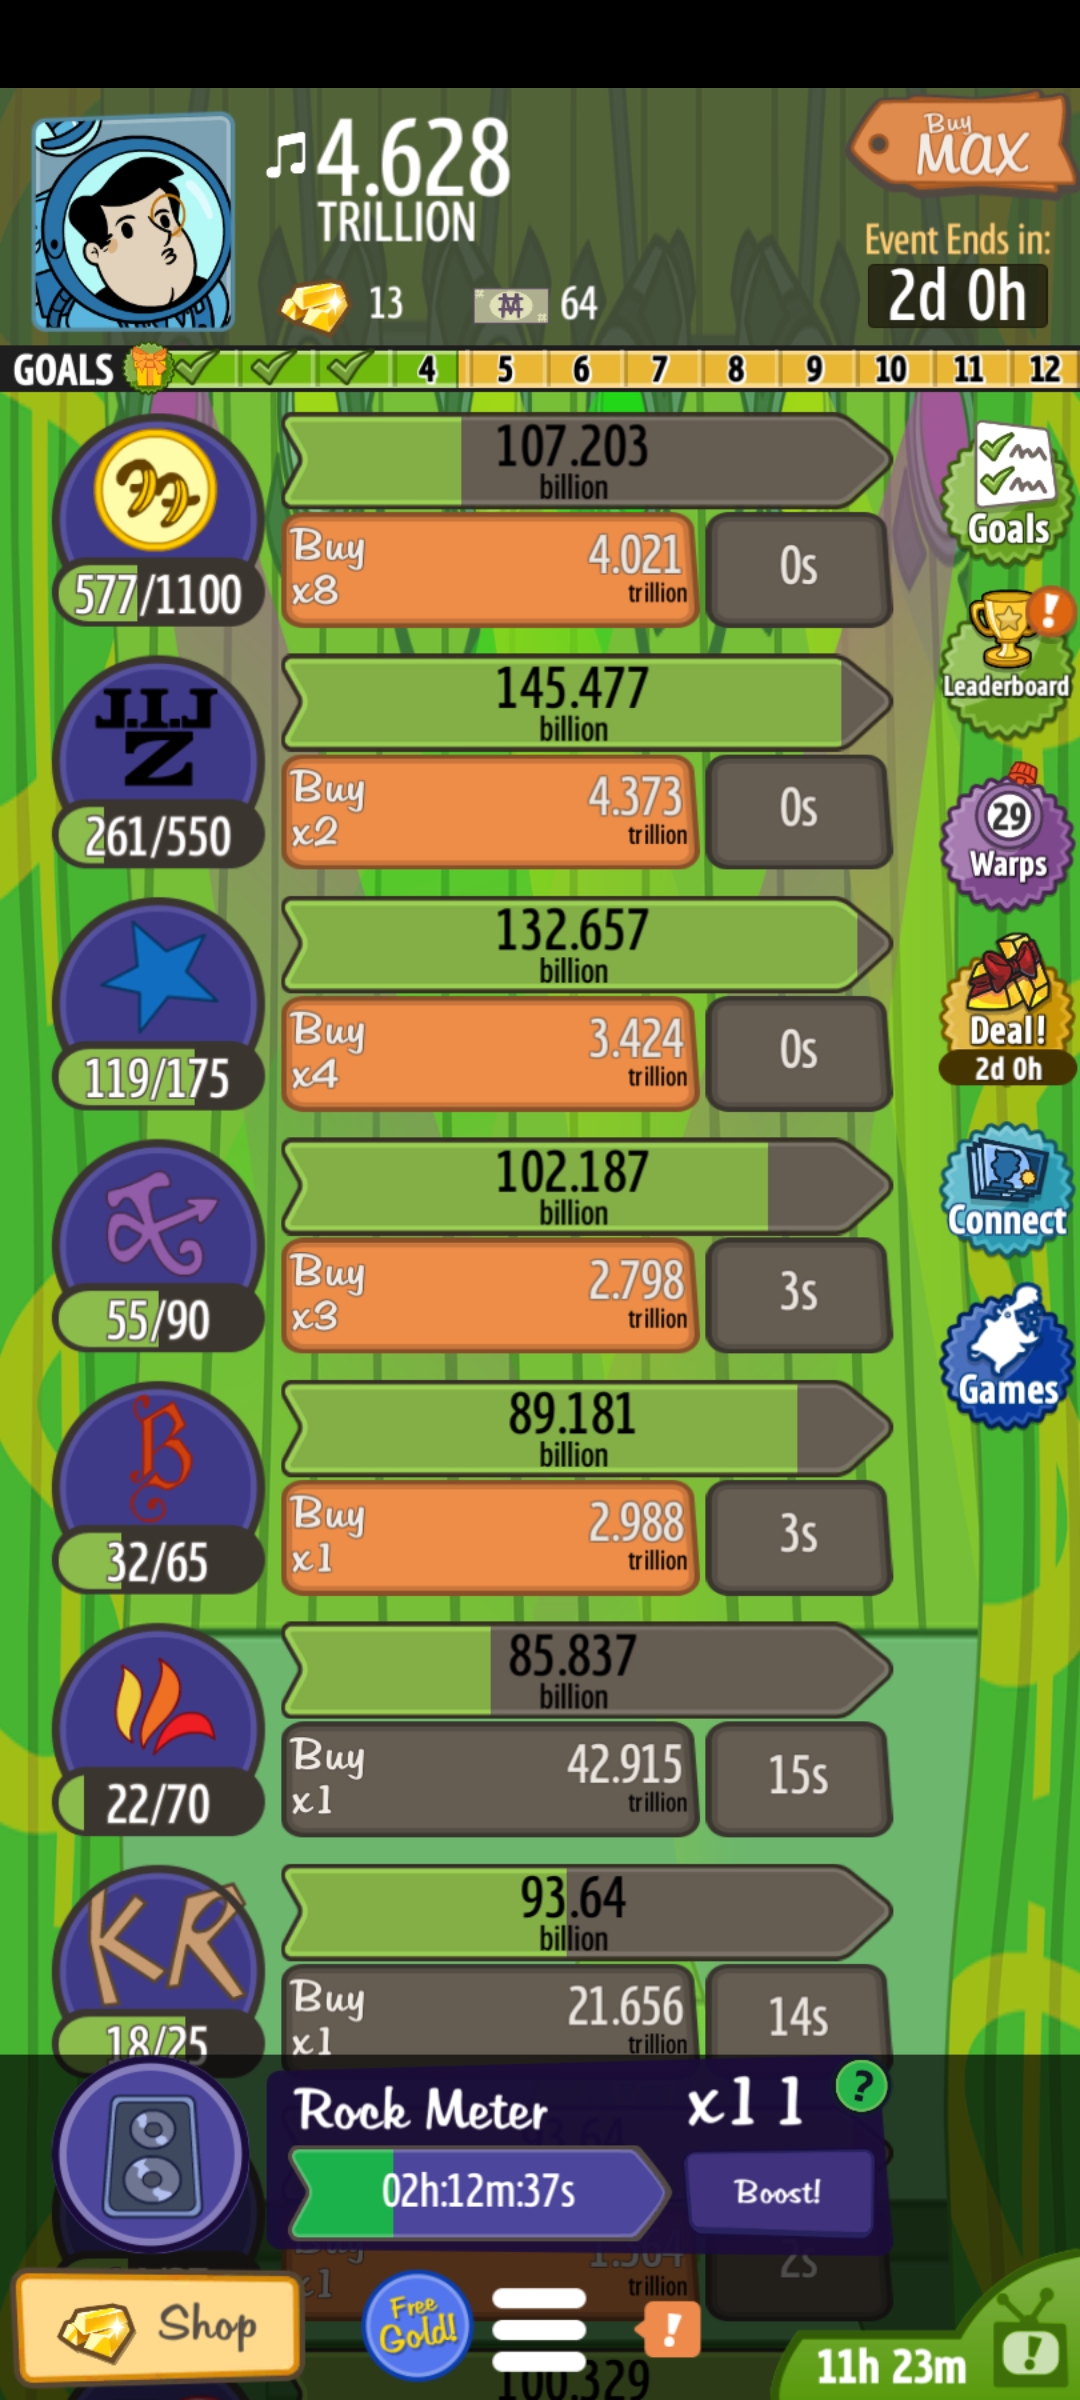 4.628
TRILLION
Buy
MAX
Event Ends in:
2d 0h
13
64
GOALS 4 5 6 7 8 9 10 11 12
107.203
billion
577/1100
Buy
x8
4.021
trillion
0s
Goals
145.477
billion
J.I.J
Z
261/550
Buy
x2
4.373
trillion
0s
Leaderboard
29
Warps
132.657
billion
119/175
Buy
x4
3.424
trillion
0s
Deal!
2d 0h
102.187
billion
55/90
Buy
x3
2.798
trillion
3s
Connect
89.181
billion
B
32/65
Buy
x1
2.988
trillion
3s
Games
85.837
billion
22/70
Buy
x1
42.915
trillion
15s
93.64
billion
KR
18/25
Buy
x1
21.656
trillion
14s
Rock Meter
x11
?
93.64
02h:12m:37s
Boost!
Buy
x1
1.504
trillion
2s
Shop
Free
Gold!
!
100.329
11h 23m